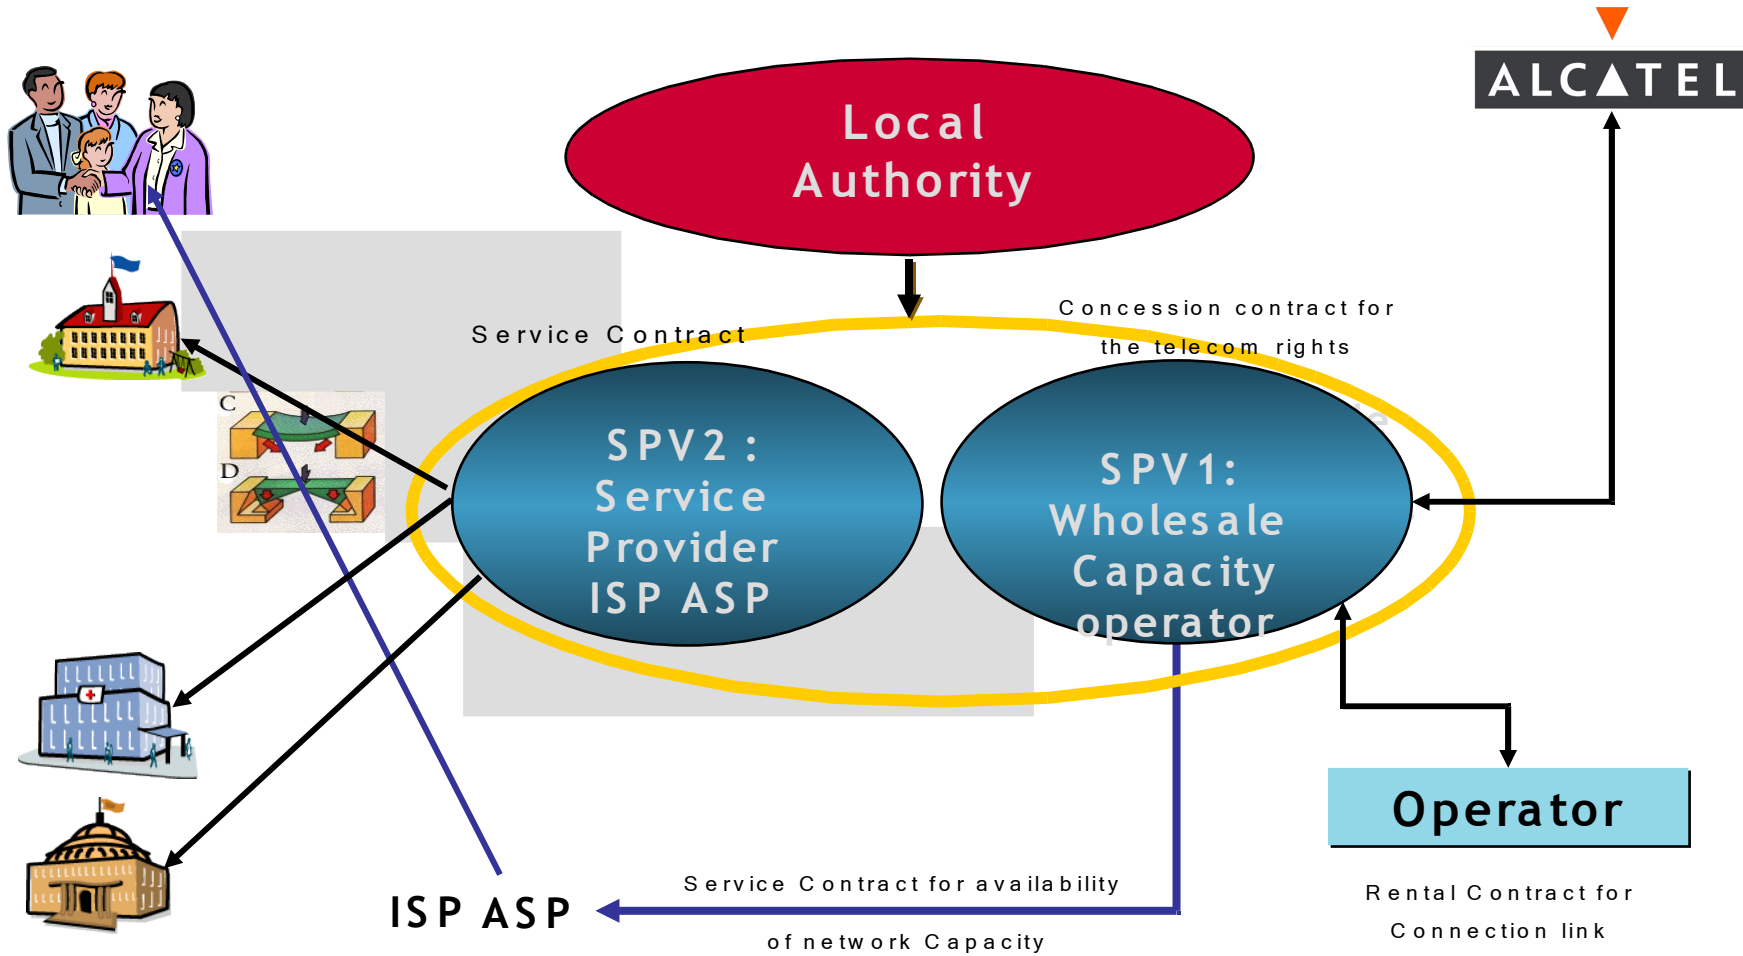 ALCATEL
Local
Authority
Concession contract for
the telecom rights
Service Contract
C
D
SPV2 :
Service
Provider
ISP ASP
SPV1:
Wholesale
Capacity
operator
Operator
Rental Contract for
Connection link
Service Contract for availability
of network Capacity
ISP ASP